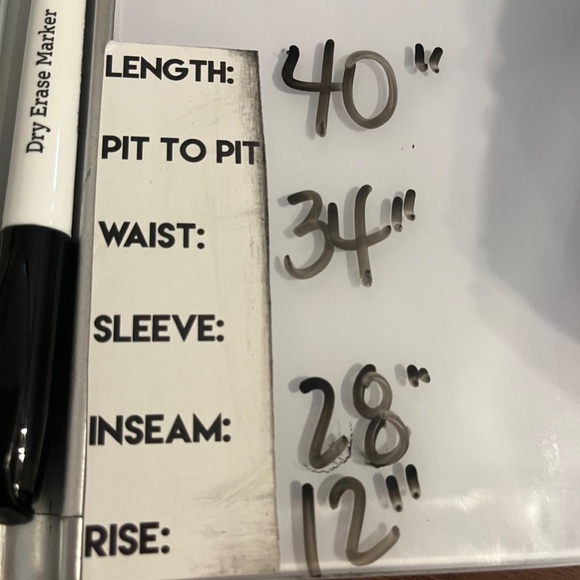 Dry Erase Marker
LENGTH: 40"
PIT TO PIT
WAIST: 34"
SLEEVE:
INSEAM: 28"
RISE: 12"